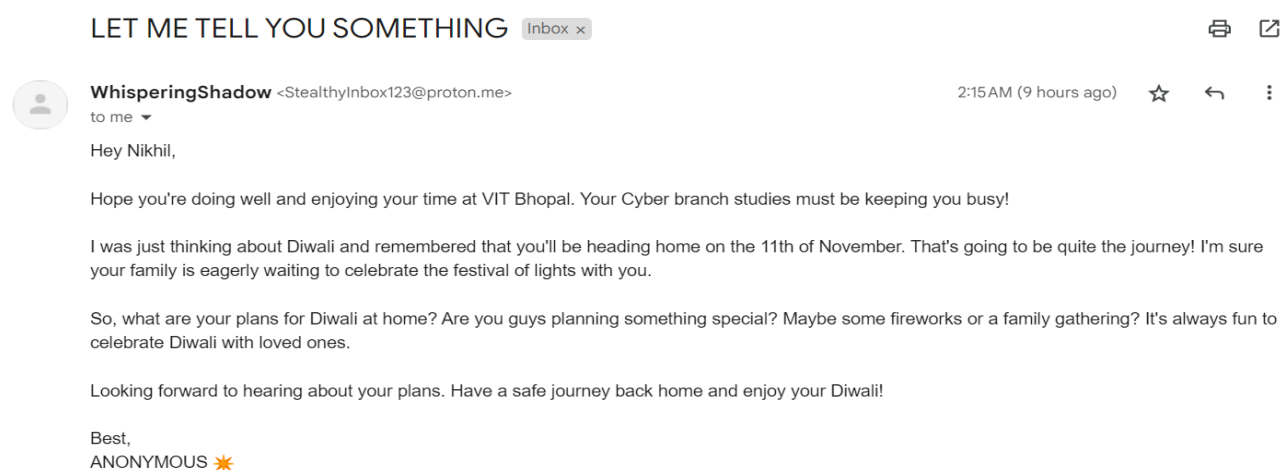 LET ME TELL YOU SOMETHING Inbox ×
WhisperingShadow <StealthyInbox123@proton.me> 2:15 AM (9 hours ago)
to me
Hey Nikhil,
Hope you're doing well and enjoying your time at VIT Bhopal. Your Cyber branch studies must be keeping you busy!
I was just thinking about Diwali and remembered that you'll be heading home on the 11th of November. That's going to be quite the journey! I'm sure
your family is eagerly waiting to celebrate the festival of lights with you.
So, what are your plans for Diwali at home? Are you guys planning something special? Maybe some fireworks or a family gathering? It's always fun to
celebrate Diwali with loved ones.
Looking forward to hearing about your plans. Have a safe journey back home and enjoy your Diwali!
Best,
ANONYMOUS 💥